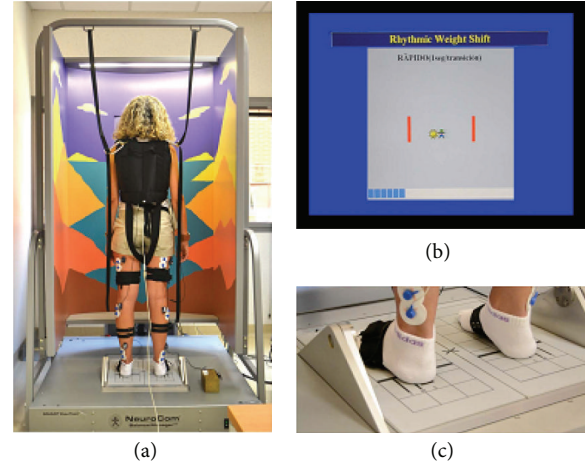 NeuroCom
(a)
Rhythmic Weight Shift
RÁPIDO(1seg/transición)
(b)
(c)